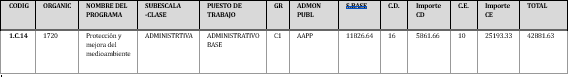 CODIG ORGANIC NOMBRE DEL SUBESCALA PUESTO DE GR ADMON S.BASE C.D. Importe C.E. Importe TOTAL
PROGRAMA -CLASE TRABAJO PUBL CD CE
1.C.14 1720 Protección y ADMINISTRTIVA ADMINISTRATIVO C1 AAPP 11826.64 16 5861.66 10 25193.33 42881.63
mejora del BASE
medioambiente